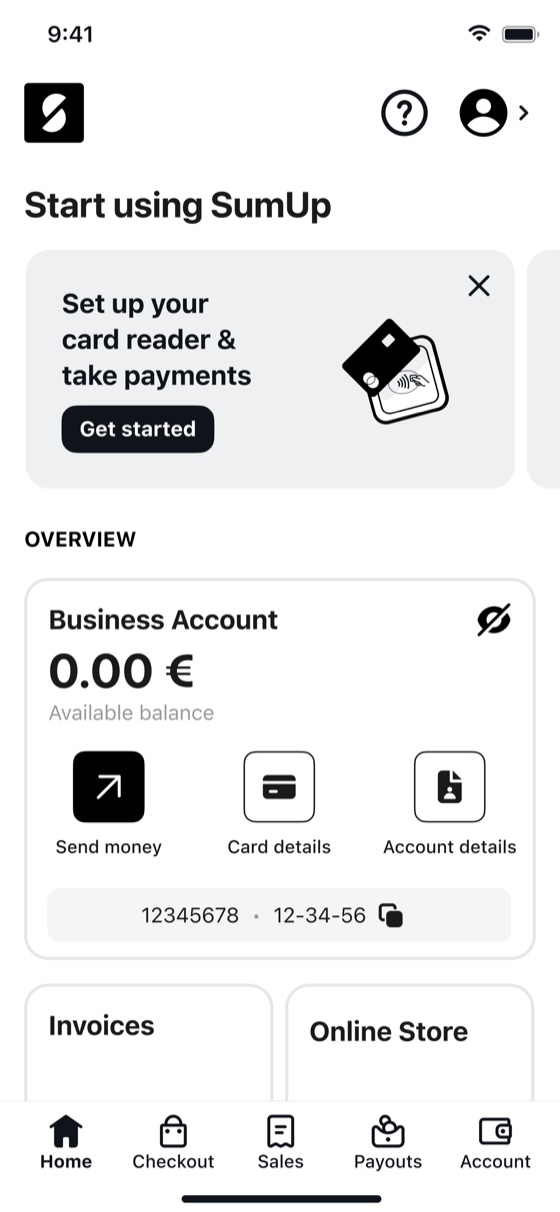 9:41
Start using SumUp
Set up your
card reader &
take payments
Get started
OVERVIEW
Business Account
0.00 €
Available balance
Send money
Card details
Account details
12345678 • 12-34-56
Invoices
Online Store
Home
Checkout
Sales
Payouts
Account